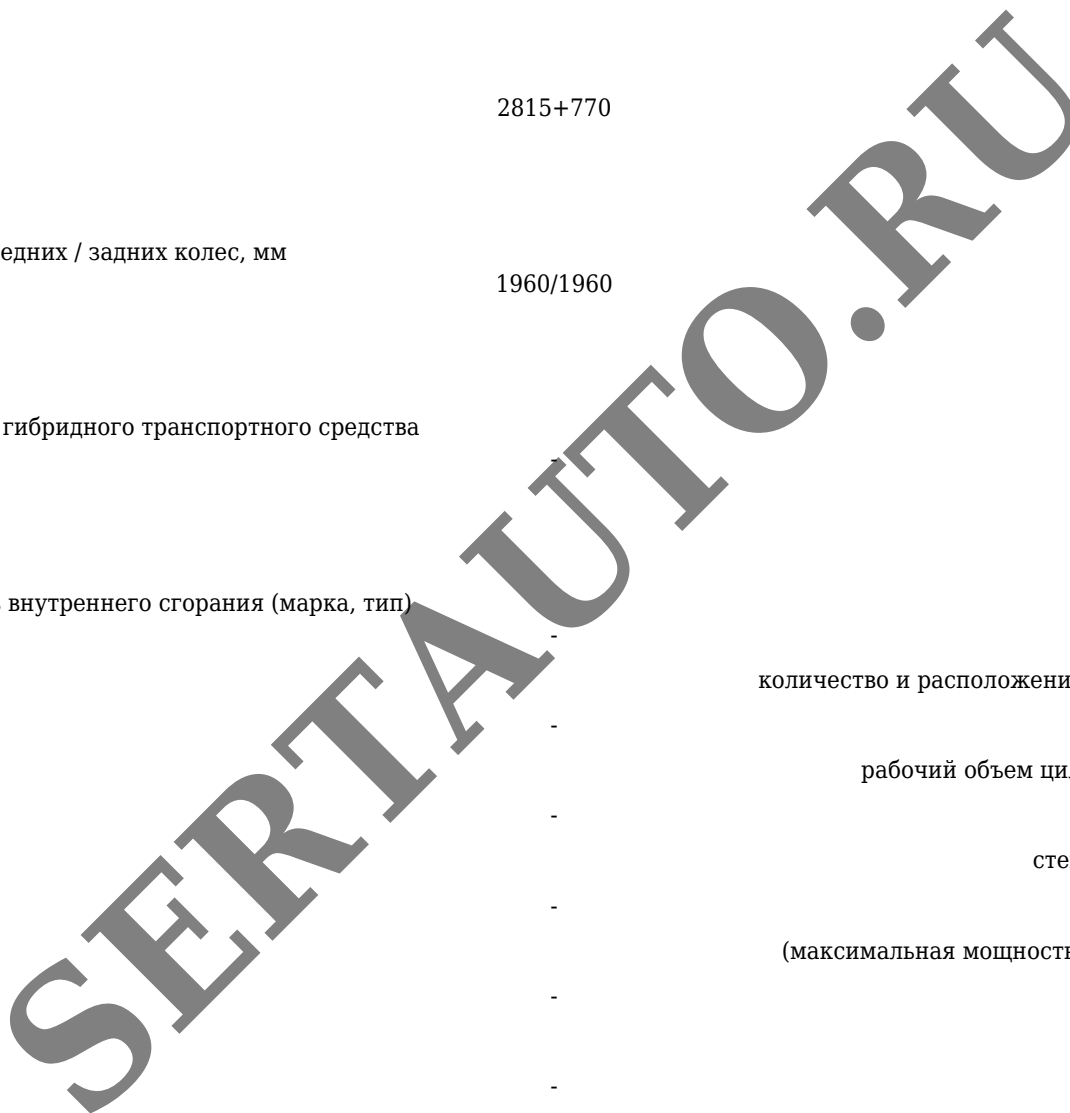 2815+770
едних / задних колес, мм
1960/1960
гибридного транспортного средства
-
внутреннего сгорания (марка, тип)
-
количество и расположени
-
рабочий объем ци
-
сте
-
(максимальная мощность
-
-
SERTAUTO.RU